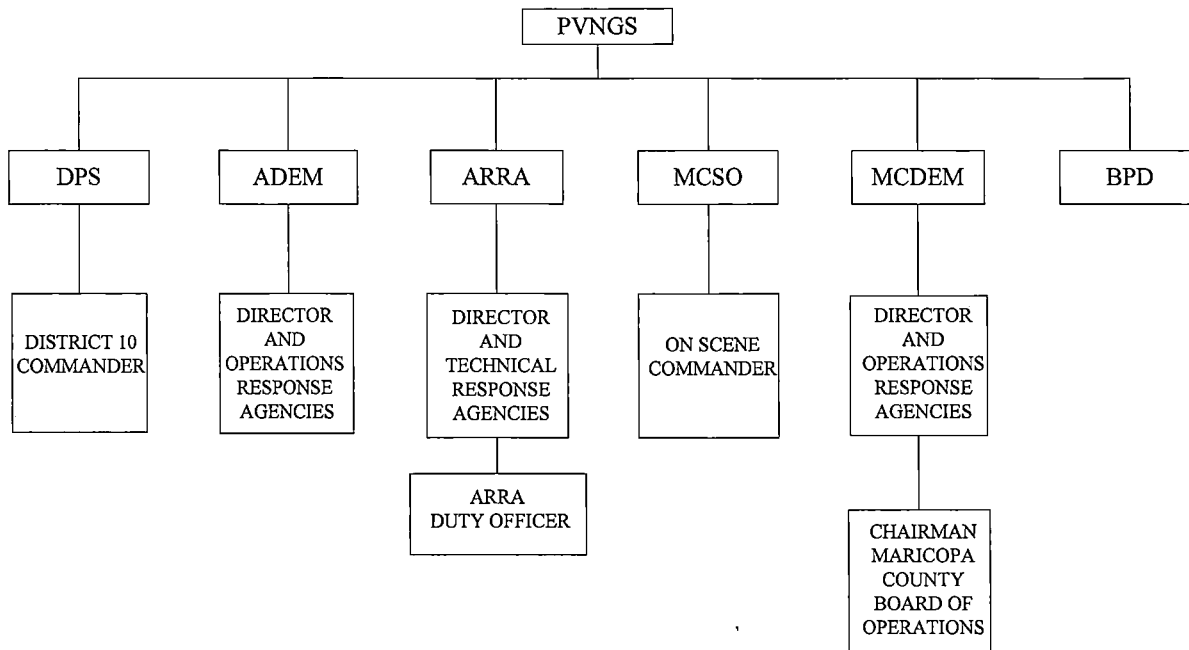 PVNGS
DPS
ADEM
ARRA
MCSO
MCDEM
BPD
DISTRICT 10
COMMANDER
DIRECTOR
AND
OPERATIONS
RESPONSE
AGENCIES
DIRECTOR
AND
TECHNICAL
RESPONSE
AGENCIES
ON SCENE
COMMANDER
DIRECTOR
AND
OPERATIONS
RESPONSE
AGENCIES
ARRA
DUTY OFFICER
CHAIRMAN
MARICOPA
COUNTY
BOARD OF
OPERATIONS